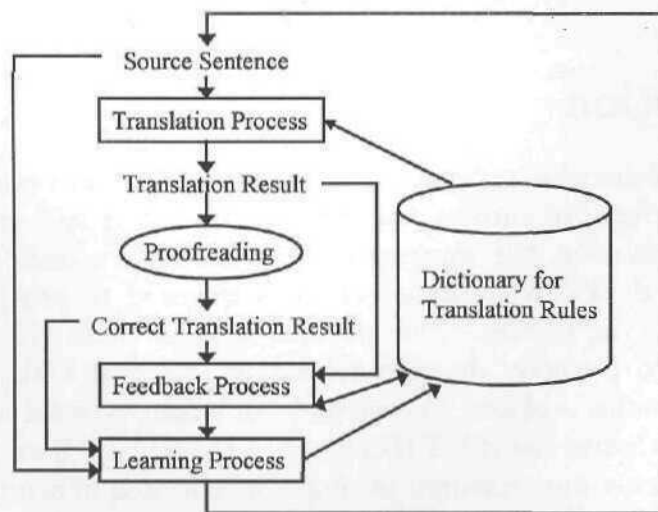 Source Sentence
Translation Process
Translation Result
Proofreading
Dictionary for
Translation Rules
Correct Translation Result
Feedback Process
Learning Process